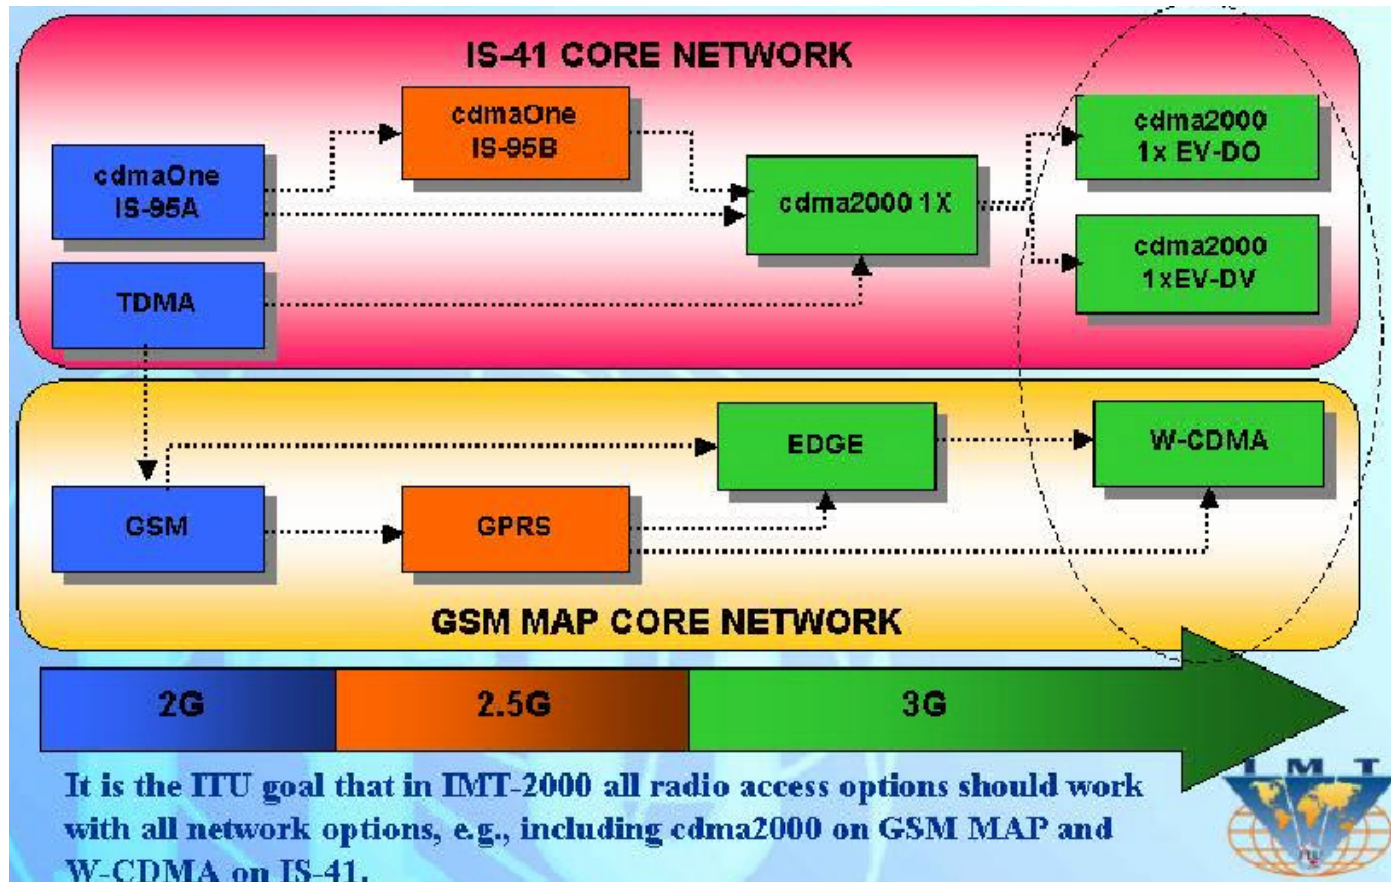 IS-41 CORE NETWORK
cdmaOne
IS-95B
cdma2000
1x EV-DO
cdmaOne
IS-95A
cdma2000 1X
cdma2000
1xEV-DV
TDMA
EDGE
W-CDMA
GSM
GPRS
GSM MAP CORE NETWORK
2G
2.5G
3G
It is the ITU goal that in IMT-2000 all radio access options should work
with all network options, e.g., including cdma2000 on GSM MAP and
W-CDMA on IS-41.
I M T
ITU